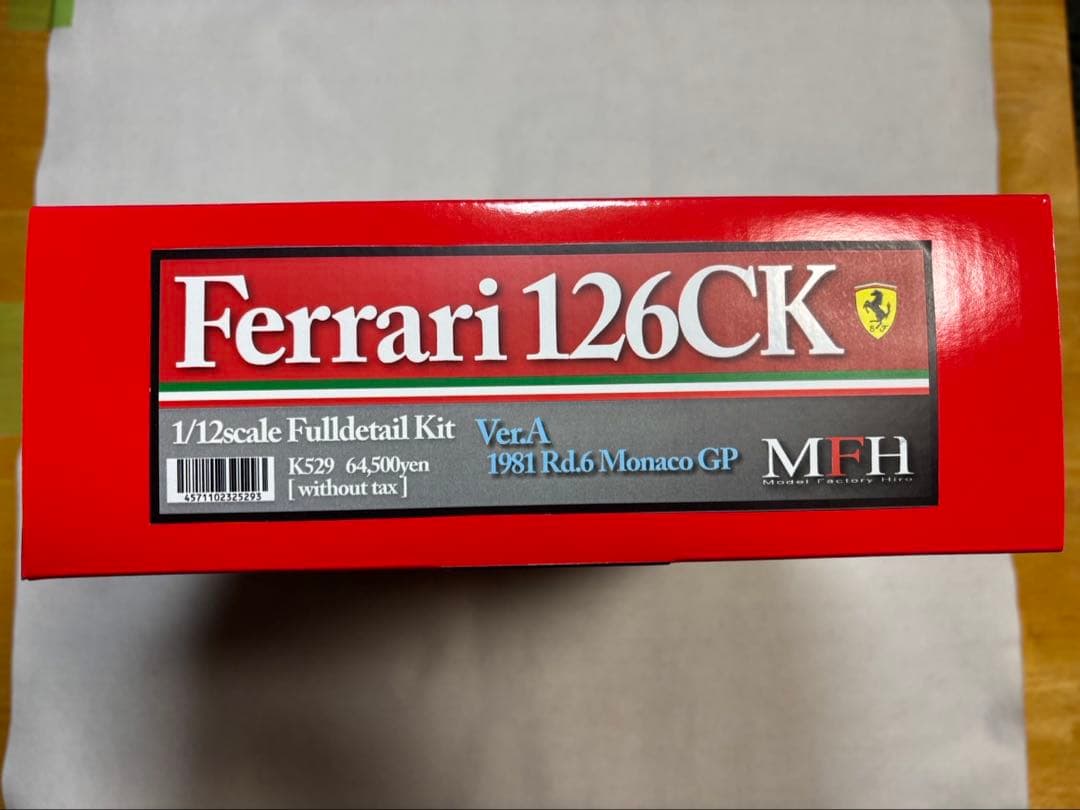 Ferrari 126CK
1/12scale Fulldetail Kit
Ver.A
1981 Rd.6 Monaco GP
K529 64,500yen
[ without tax ]
4571102325293
MFH
Model Factory Hiro
S F